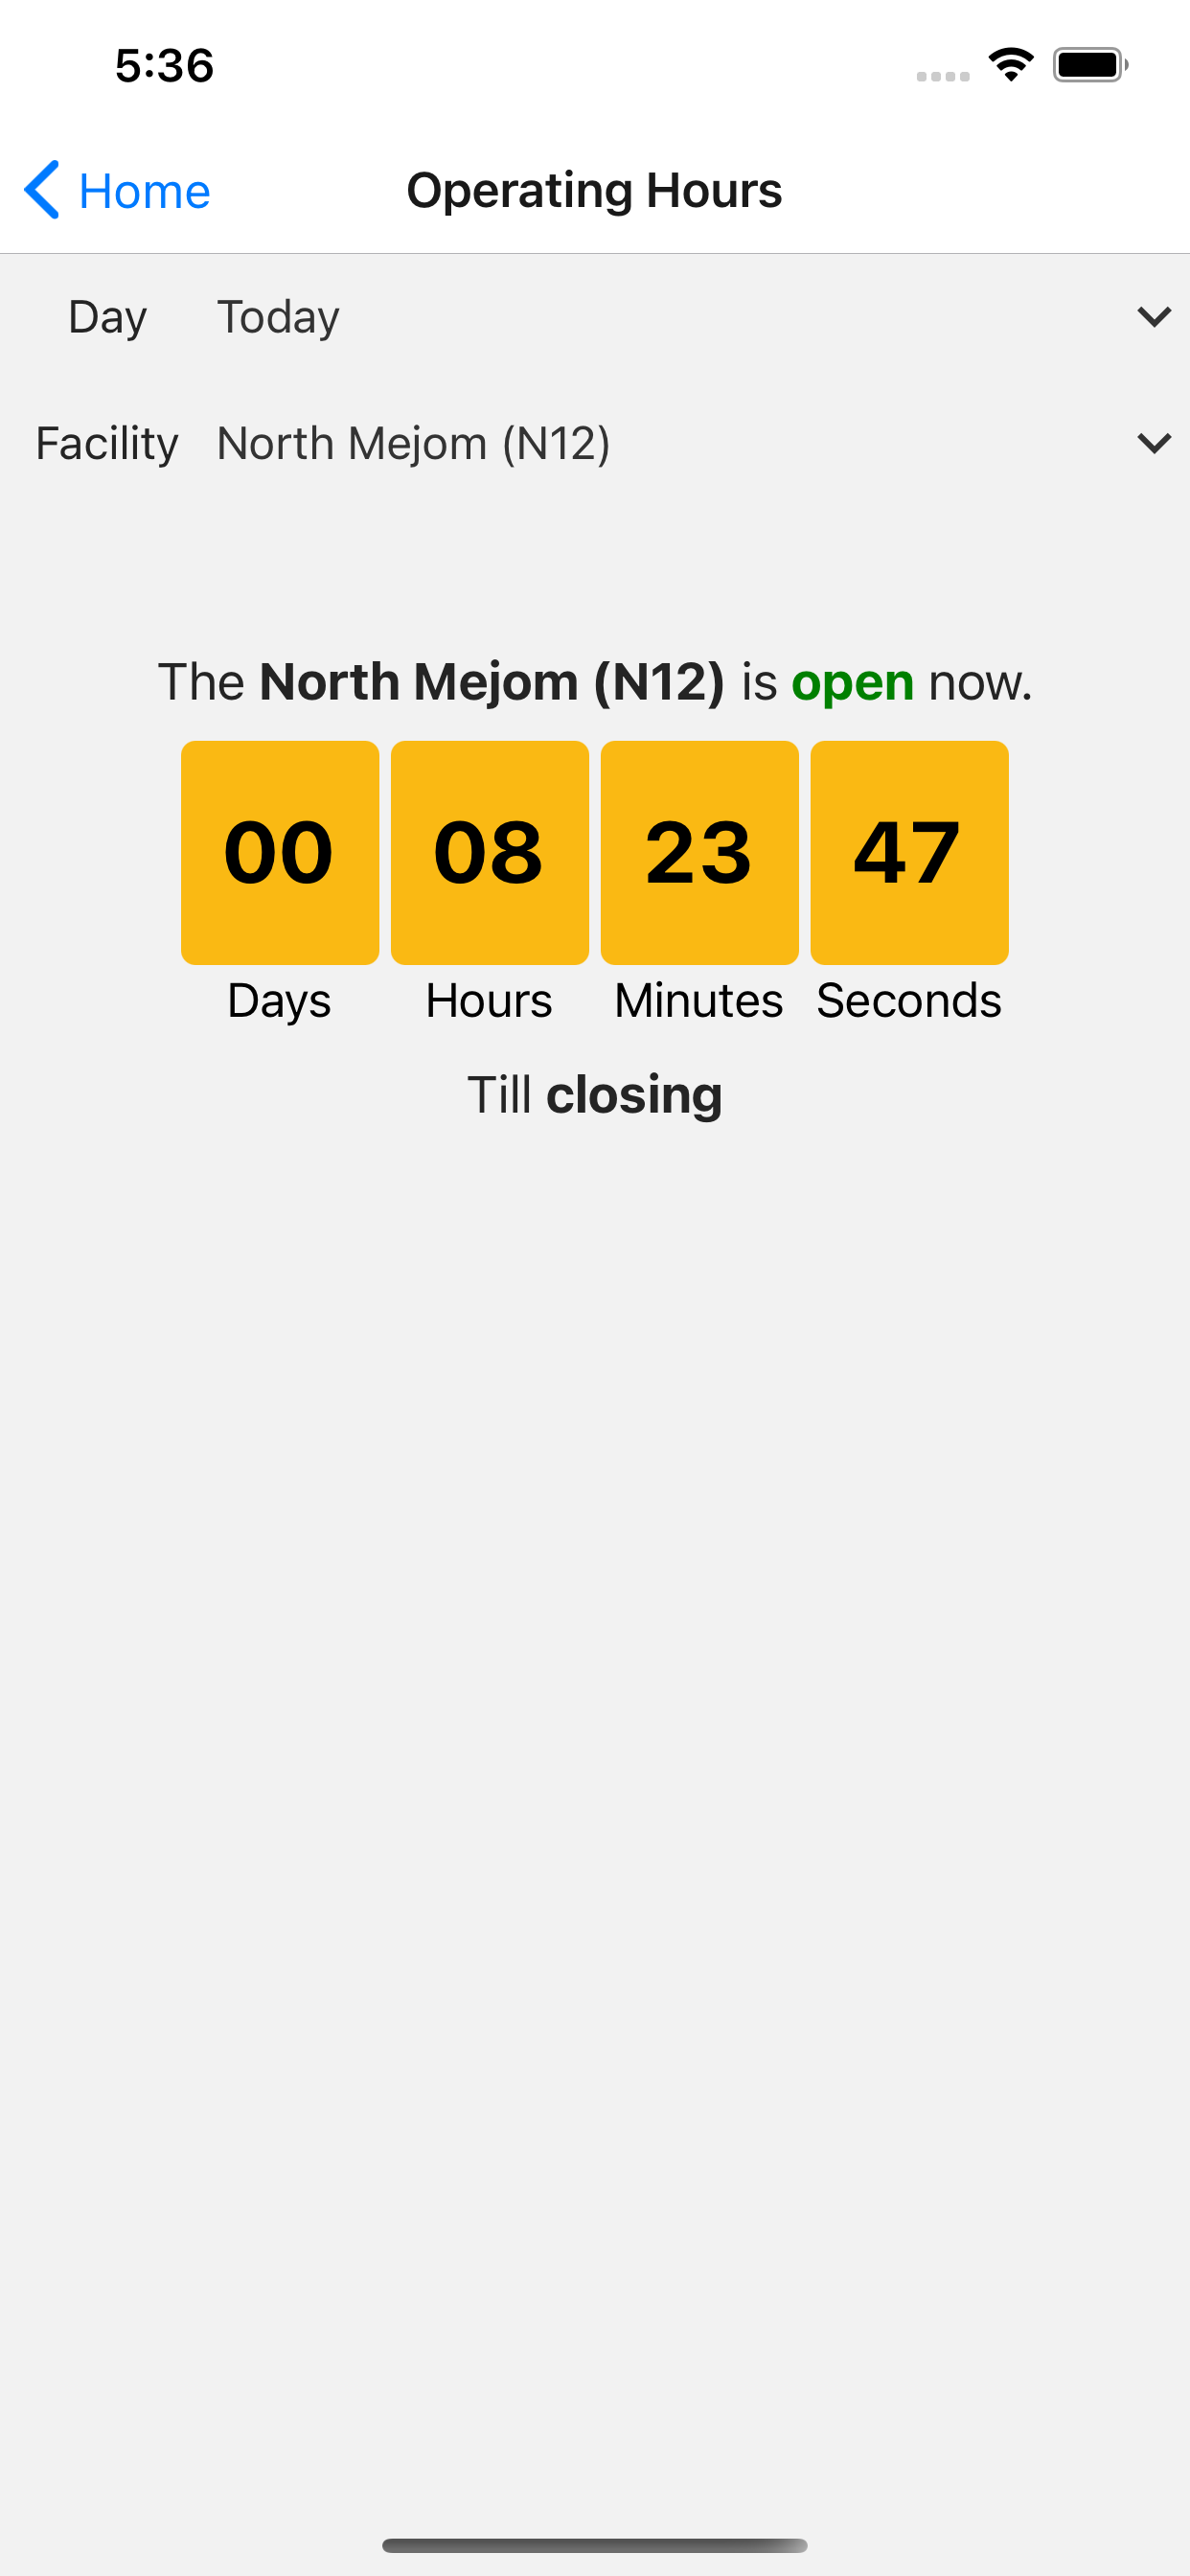 5:36
Home Operating Hours
Day Today
Facility North Mejom (N12)
The North Mejom (N12) is open now.
00 08 23 47
Days Hours Minutes Seconds
Till closing